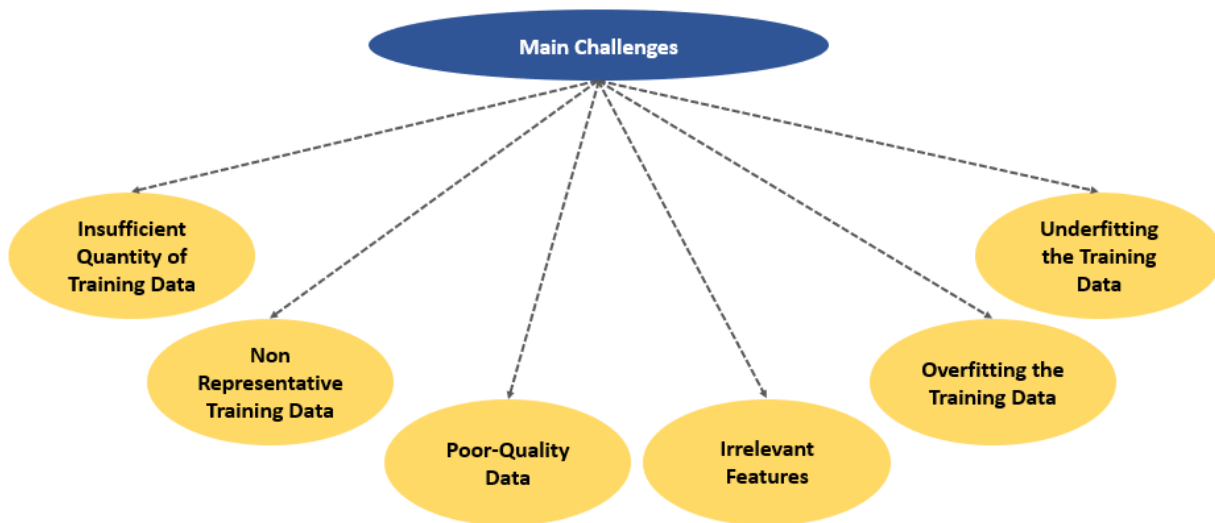 Main Challenges
Insufficient
Quantity of
Training Data
Non
Representative
Training Data
Poor-Quality
Data
Irrelevant
Features
Overfitting the
Training Data
Underfitting
the Training
Data